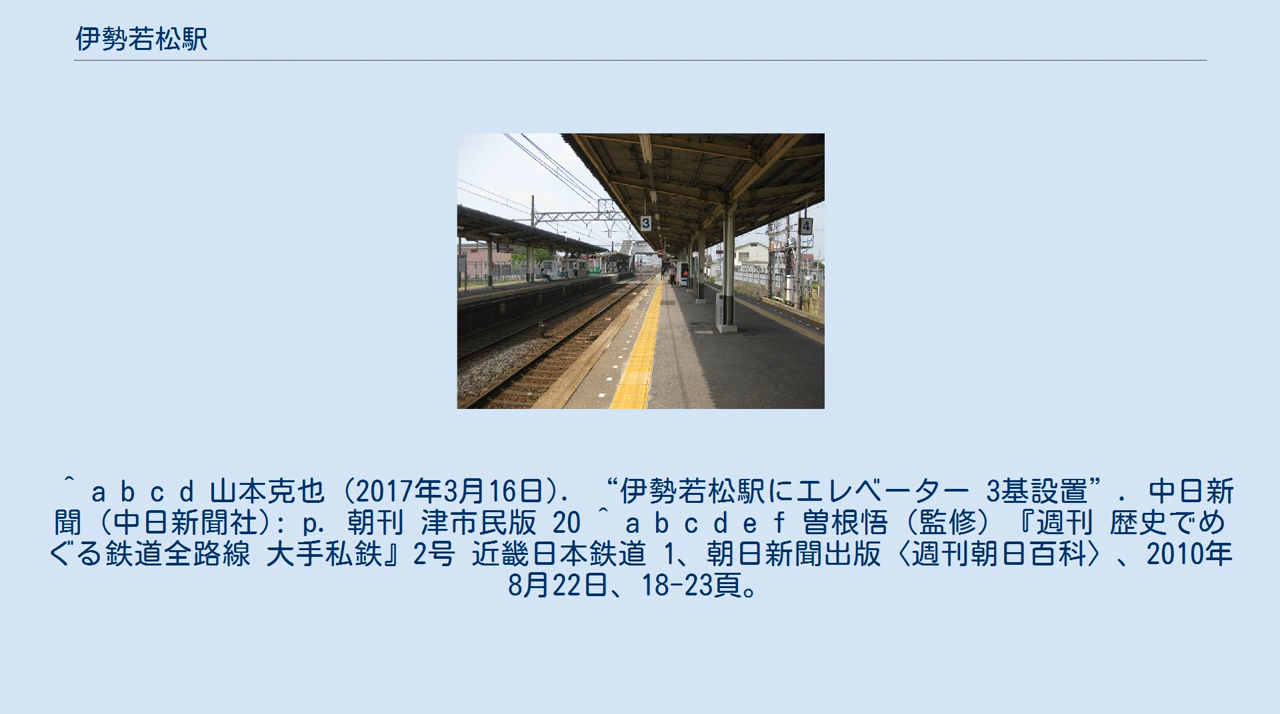 伊勢若松駅
3
4
^ a b c d 山本克也 (2017年3月16日). “伊勢若松駅にエレベーター 3基設置”. 中日新
聞 (中日新聞社): p. 朝刊 津市民版 20 ^ a b c d e f 曽根悟(監修)『週刊 歴史でめ
ぐる鉄道全路線 大手私鉄』2号 近畿日本鉄道 1、朝日新聞出版〈週刊朝日百科〉、2010年
8月22日、18-23頁。